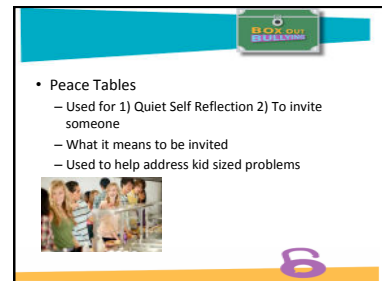 BOX OUT
BULLYING
• Peace Tables
– Used for 1) Quiet Self Reflection 2) To invite
someone
– What it means to be invited
– Used to help address kid sized problems